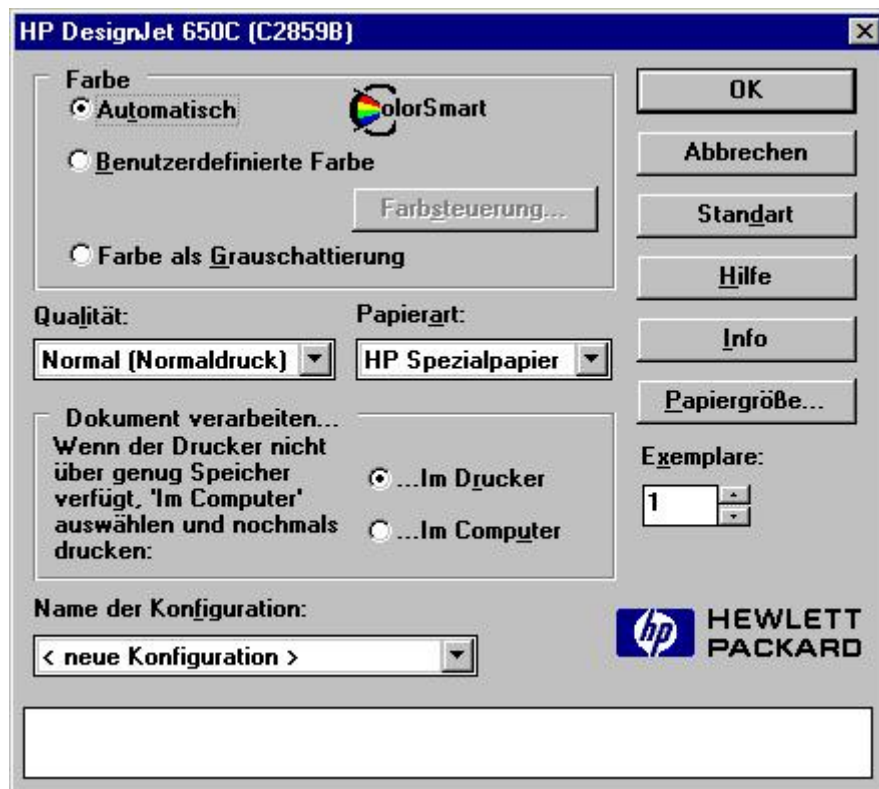 HP DesignJet 650C (C2859B)
Farbe
Automatisch
ColorSmart
Benutzerdefinierte Farbe
Farbsteuerung...
Farbe als Grauschattierung
OK
Abbrechen
Standart
Hilfe
Info
Papiergröße...
Qualität:
Normal (Normaldruck)
Papierart:
HP Spezialpapier
Dokument verarbeiten...
Wenn der Drucker nicht
über genug Speicher
verfügt, 'Im Computer'
auswählen und nochmals
drucken:
...Im Drucker
...Im Computer
Exemplare:
1
Name der Konfiguration:
< neue Konfiguration >
hp HEWLETT
PACKARD